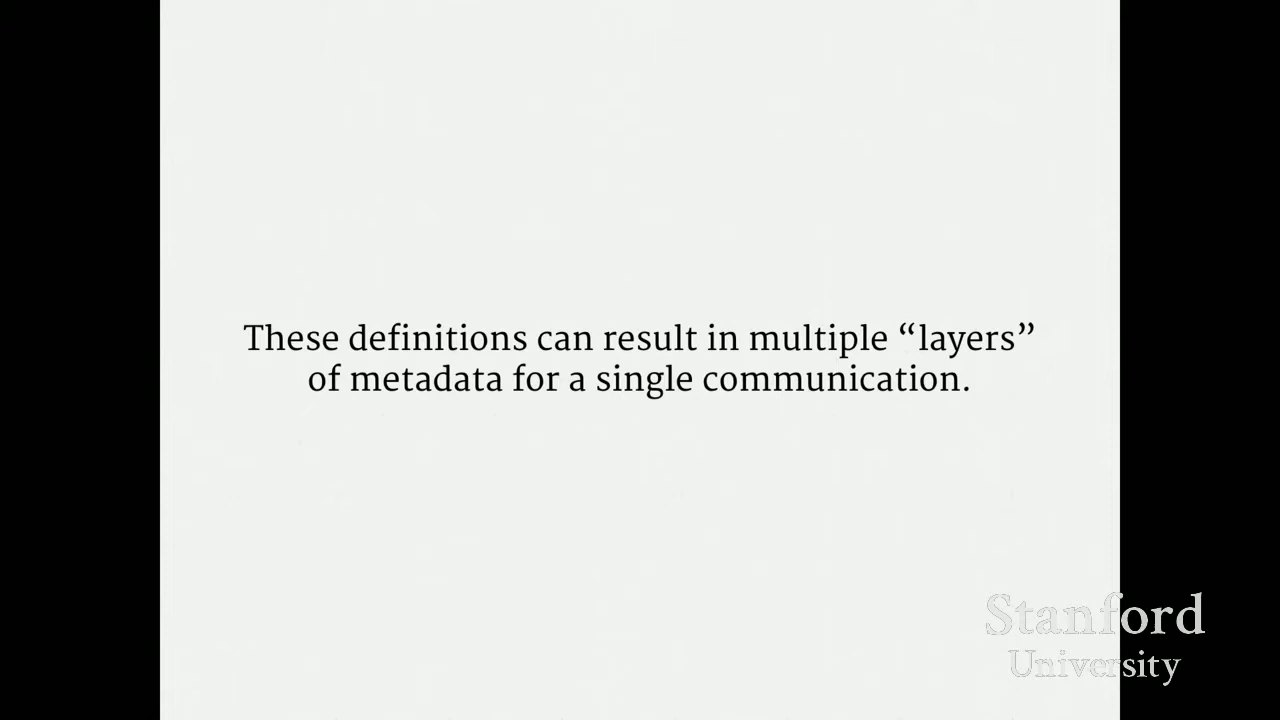 These definitions can result in multiple “layers”
of metadata for a single communication.
Stanford
University